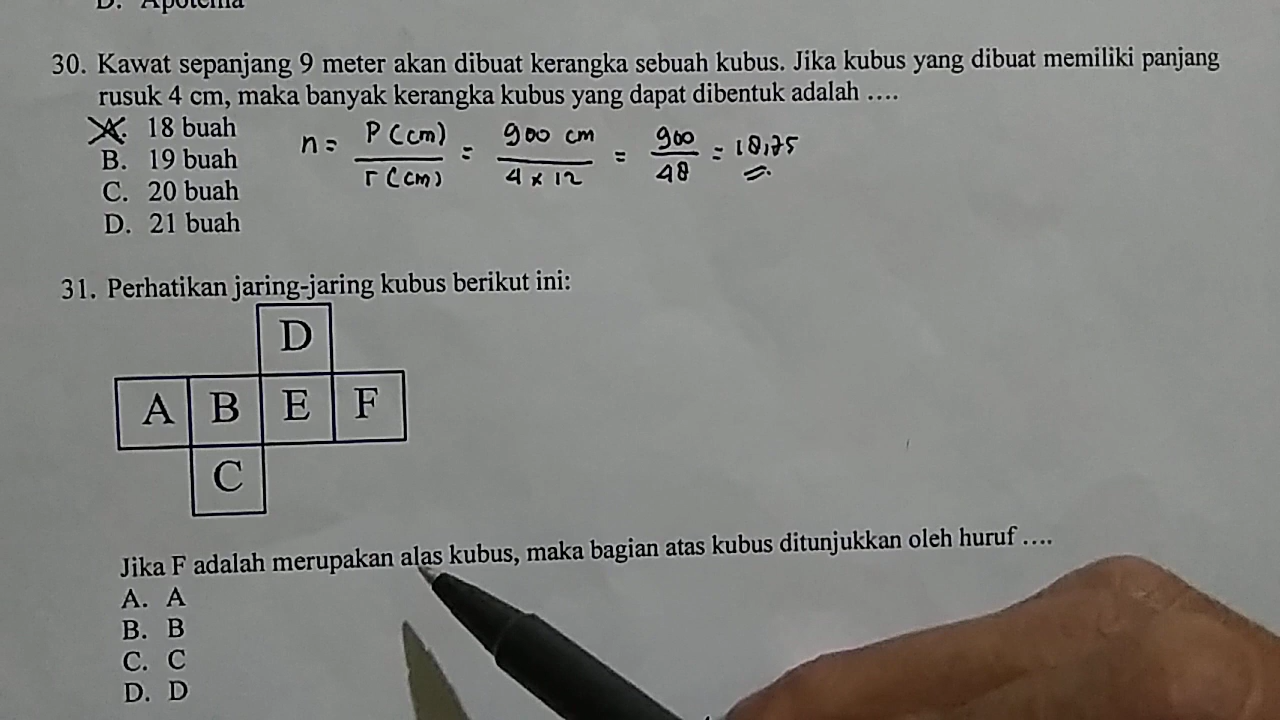 D. Apotema
30. Kawat sepanjang 9 meter akan dibuat kerangka sebuah kubus. Jika kubus yang dibuat memiliki panjang
rusuk 4 cm, maka banyak kerangka kubus yang dapat dibentuk adalah ....
A. 18 buah
B. 19 buah
C. 20 buah
D. 21 buah
n = P (cm) / r (cm) = 900 cm / 4 x 12 = 900 / 48 = 18,75
31. Perhatikan jaring-jaring kubus berikut ini:
D
A B E F
C
Jika F adalah merupakan alas kubus, maka bagian atas kubus ditunjukkan oleh huruf ....
A. A
B. B
C. C
D. D